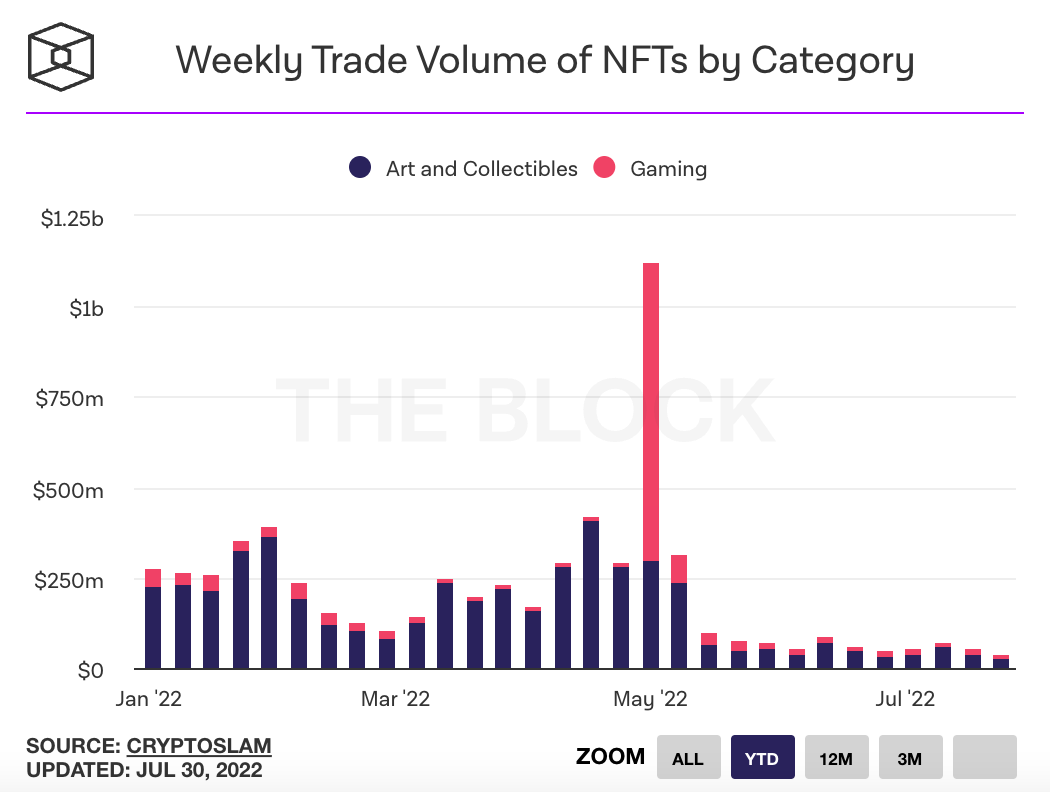 Weekly Trade Volume of NFTs by Category
Art and Collectibles Gaming
$1.25b
$1b
$750m
$500m
$250m
$0
THE BLOCK
Jan '22 Mar '22 May '22 Jul '22
SOURCE: CRYPTOSLAM
UPDATED: JUL 30, 2022
ZOOM ALL YTD 12M 3M